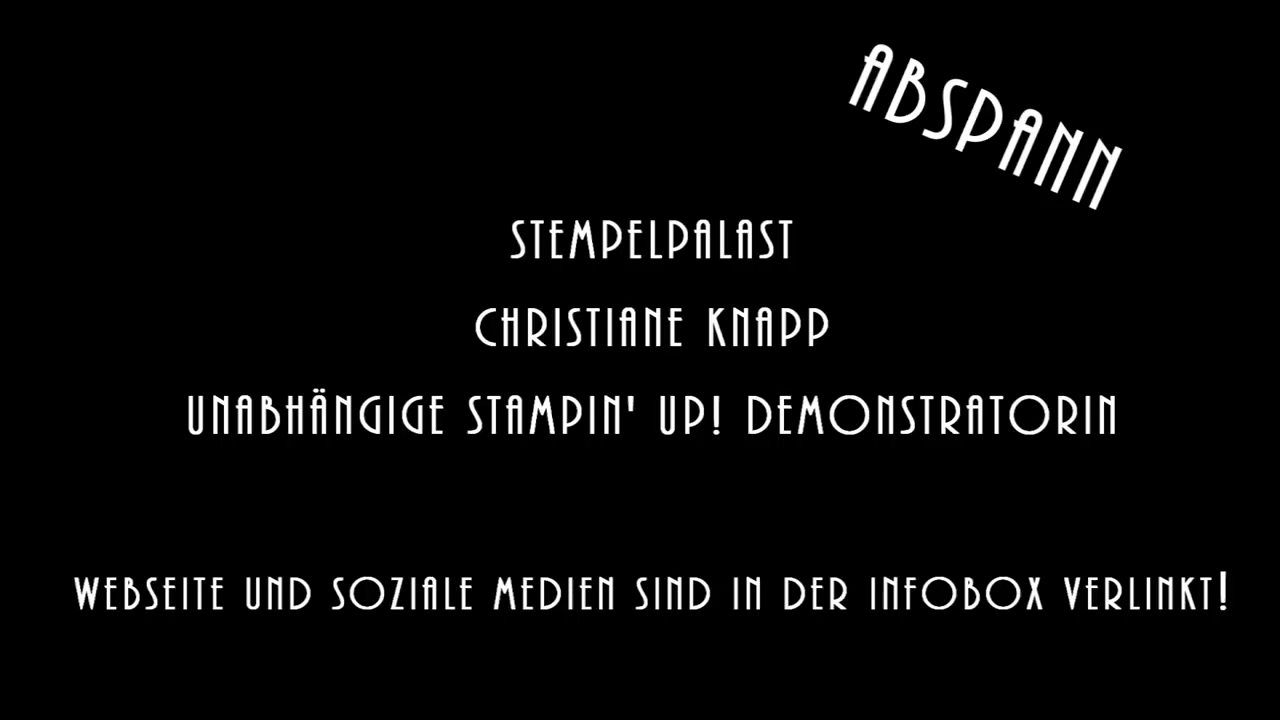 ABSPANN
STEMPELPALAST
CHRISTIANE KNAPP
UNABHÄNGIGE STAMPIN' UP! DEMONSTRATORIN
WEBSEITE UND SOZIALE MEDIEN SIND IN DER INFOBOX VERLINKT!